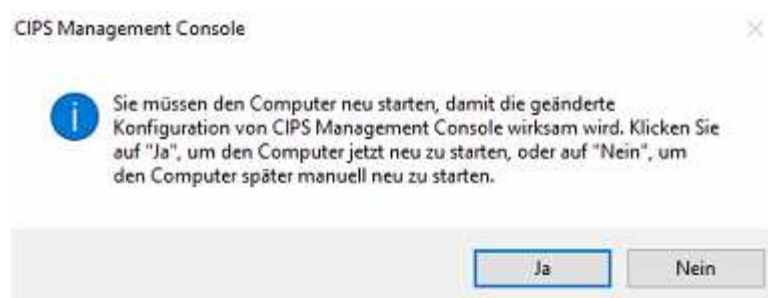 CIPS Management Console
Sie müssen den Computer neu starten, damit die geänderte
Konfiguration von CIPS Management Console wirksam wird. Klicken Sie
auf "Ja", um den Computer jetzt neu zu starten, oder auf "Nein", um
den Computer später manuell neu zu starten.
Ja
Nein